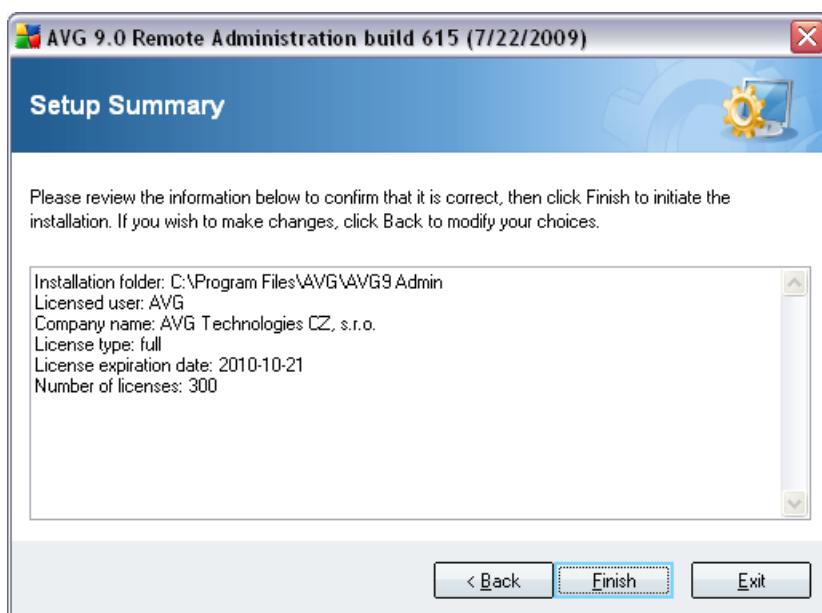 AVG 9.0 Remote Administration build 615 (7/22/2009)
Setup Summary
Please review the information below to confirm that it is correct, then click Finish to initiate the
installation. If you wish to make changes, click Back to modify your choices.
Installation folder: C:\Program Files\AVG\AVG9 Admin
Licensed user: AVG
Company name: AVG Technologies CZ, s.r.o.
License type: full
License expiration date: 2010-10-21
Number of licenses: 300
< Back Finish Exit